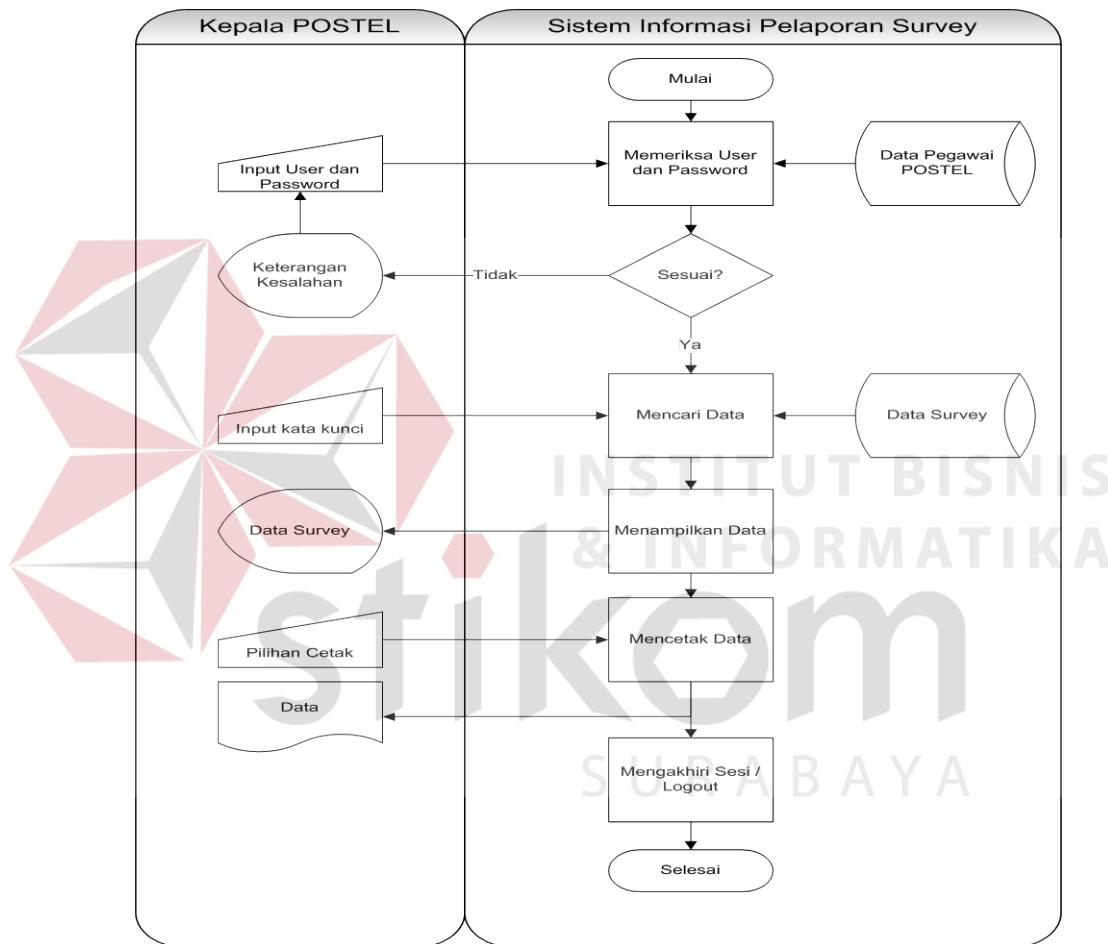 Kepala POSTEL
Sistem Informasi Pelaporan Survey
Mulai
Input User dan
Password
Memeriksa User
dan Password
Data Pegawai
POSTEL
Keterangan
Kesalahan
Tidak
Sesuai?
Ya
Input kata kunci
Mencari Data
Data Survey
INSTITUT BISNIS
& INFORMATIKA
Data Survey
Menampilkan Data
stikom
Pilihan Cetak
Mencetak Data
Data
SURABAYA
Mengakhiri Sesi /
Logout
Selesai